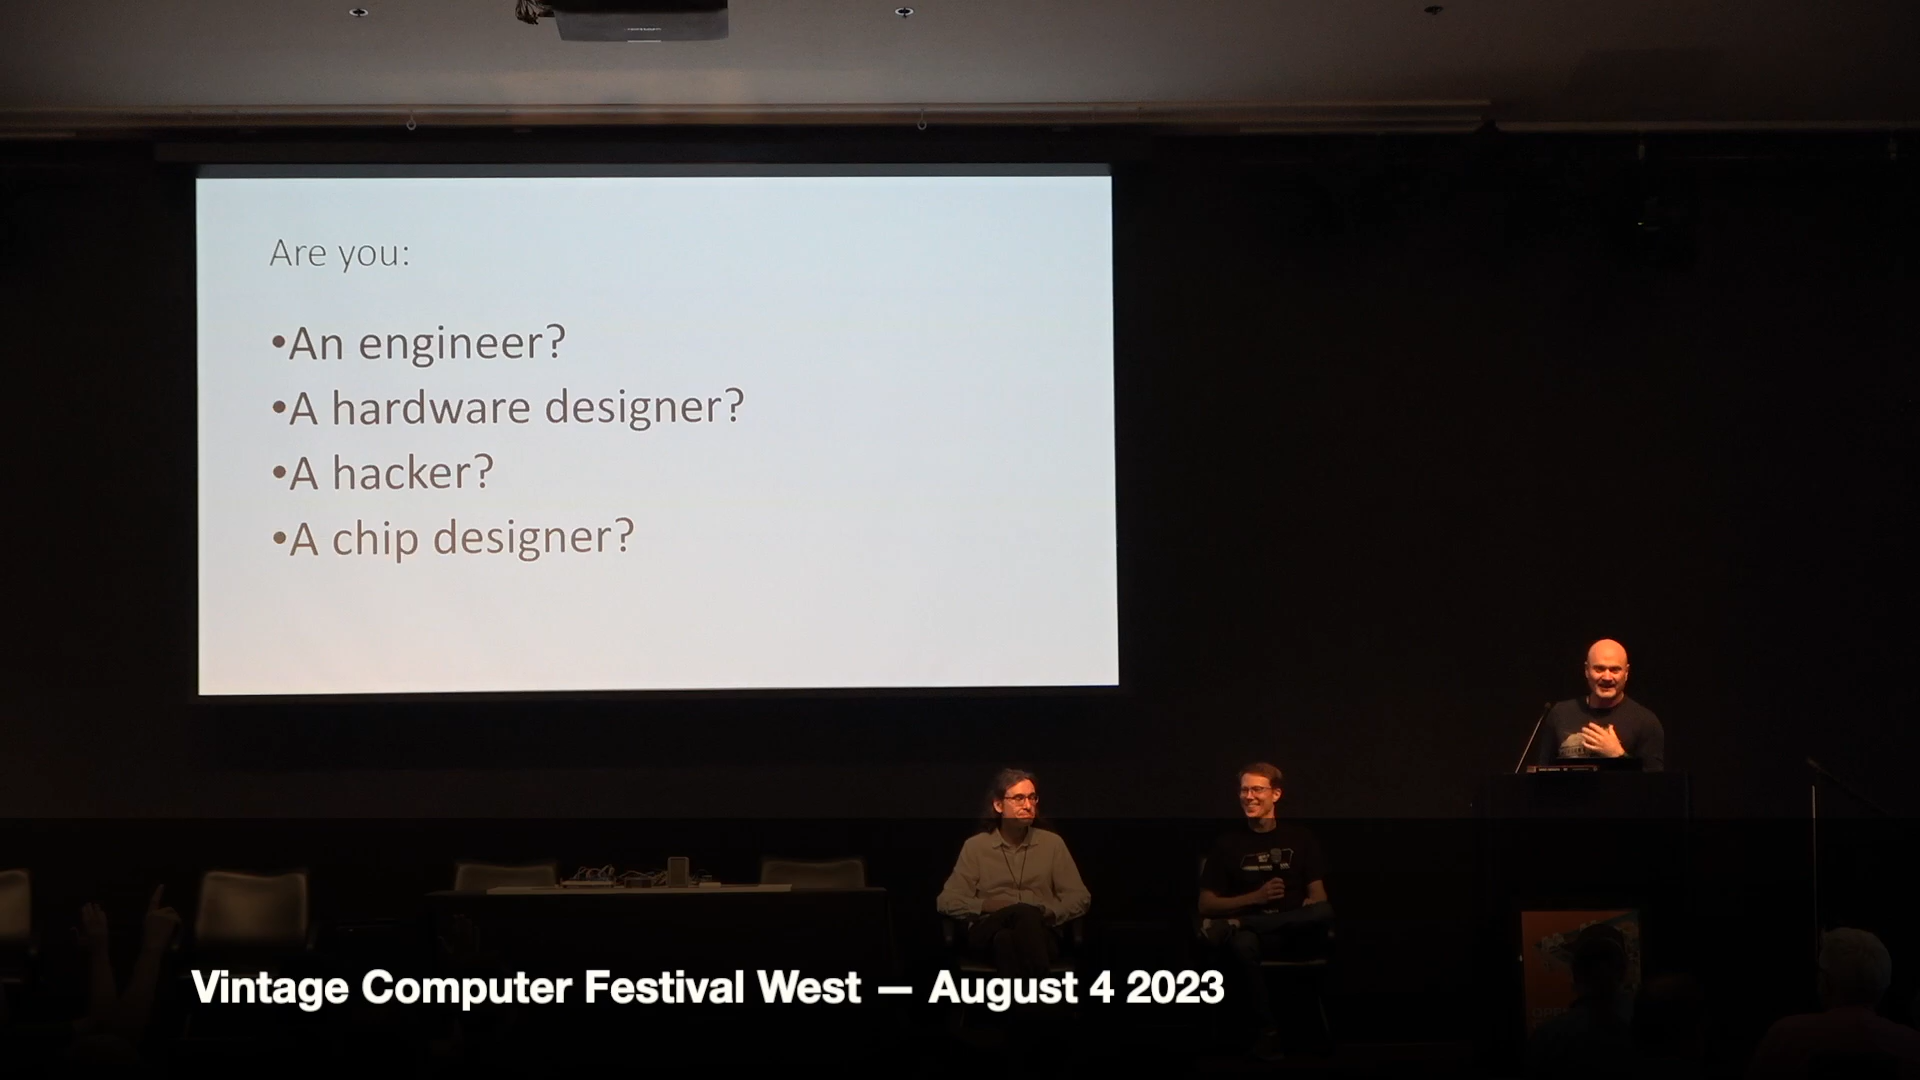 Are you:
•An engineer?
•A hardware designer?
•A hacker?
•A chip designer?
Vintage Computer Festival West — August 4 2023